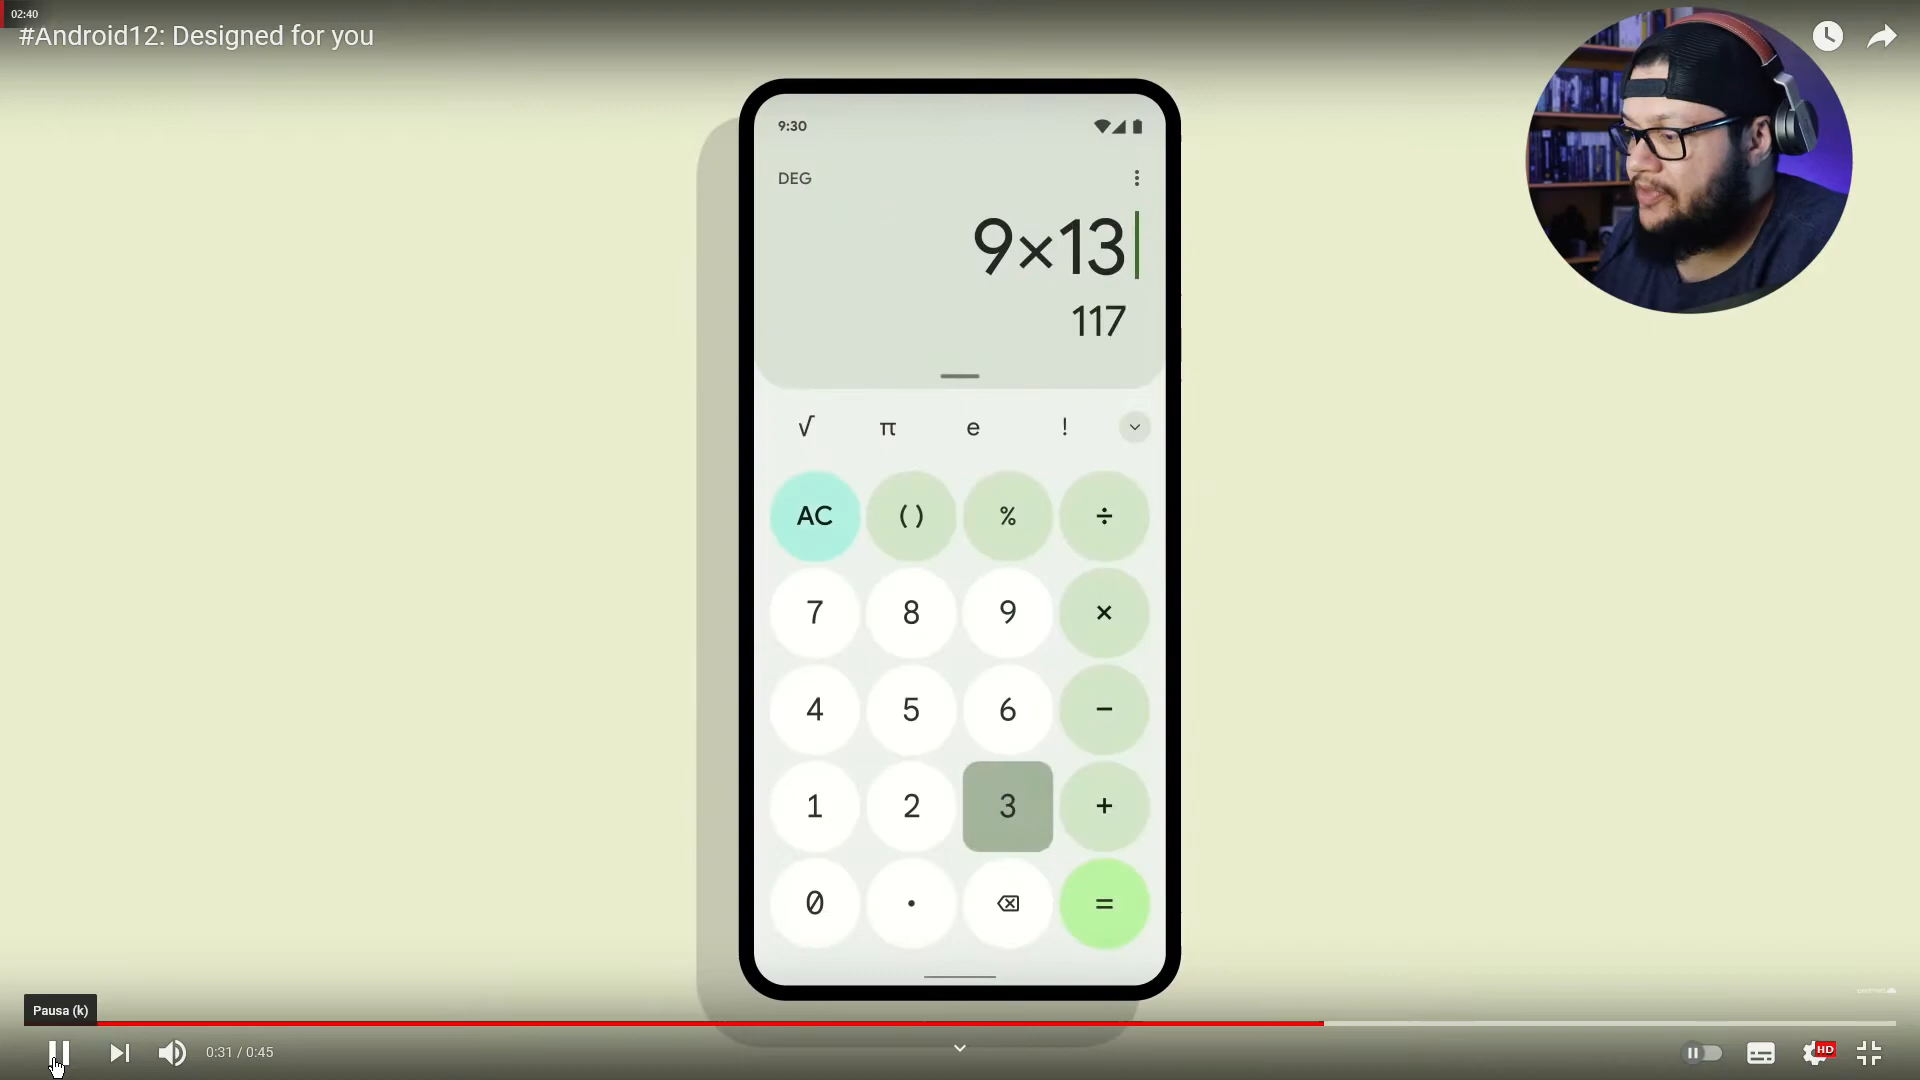 02:40
#Android12: Designed for you
9:30
DEG
9×13
117
√ π e !
AC ( ) % ÷
7 8 9 ×
4 5 6 −
1 2 3 +
0 . =
Pausa (k)
0:31 / 0:45
HD